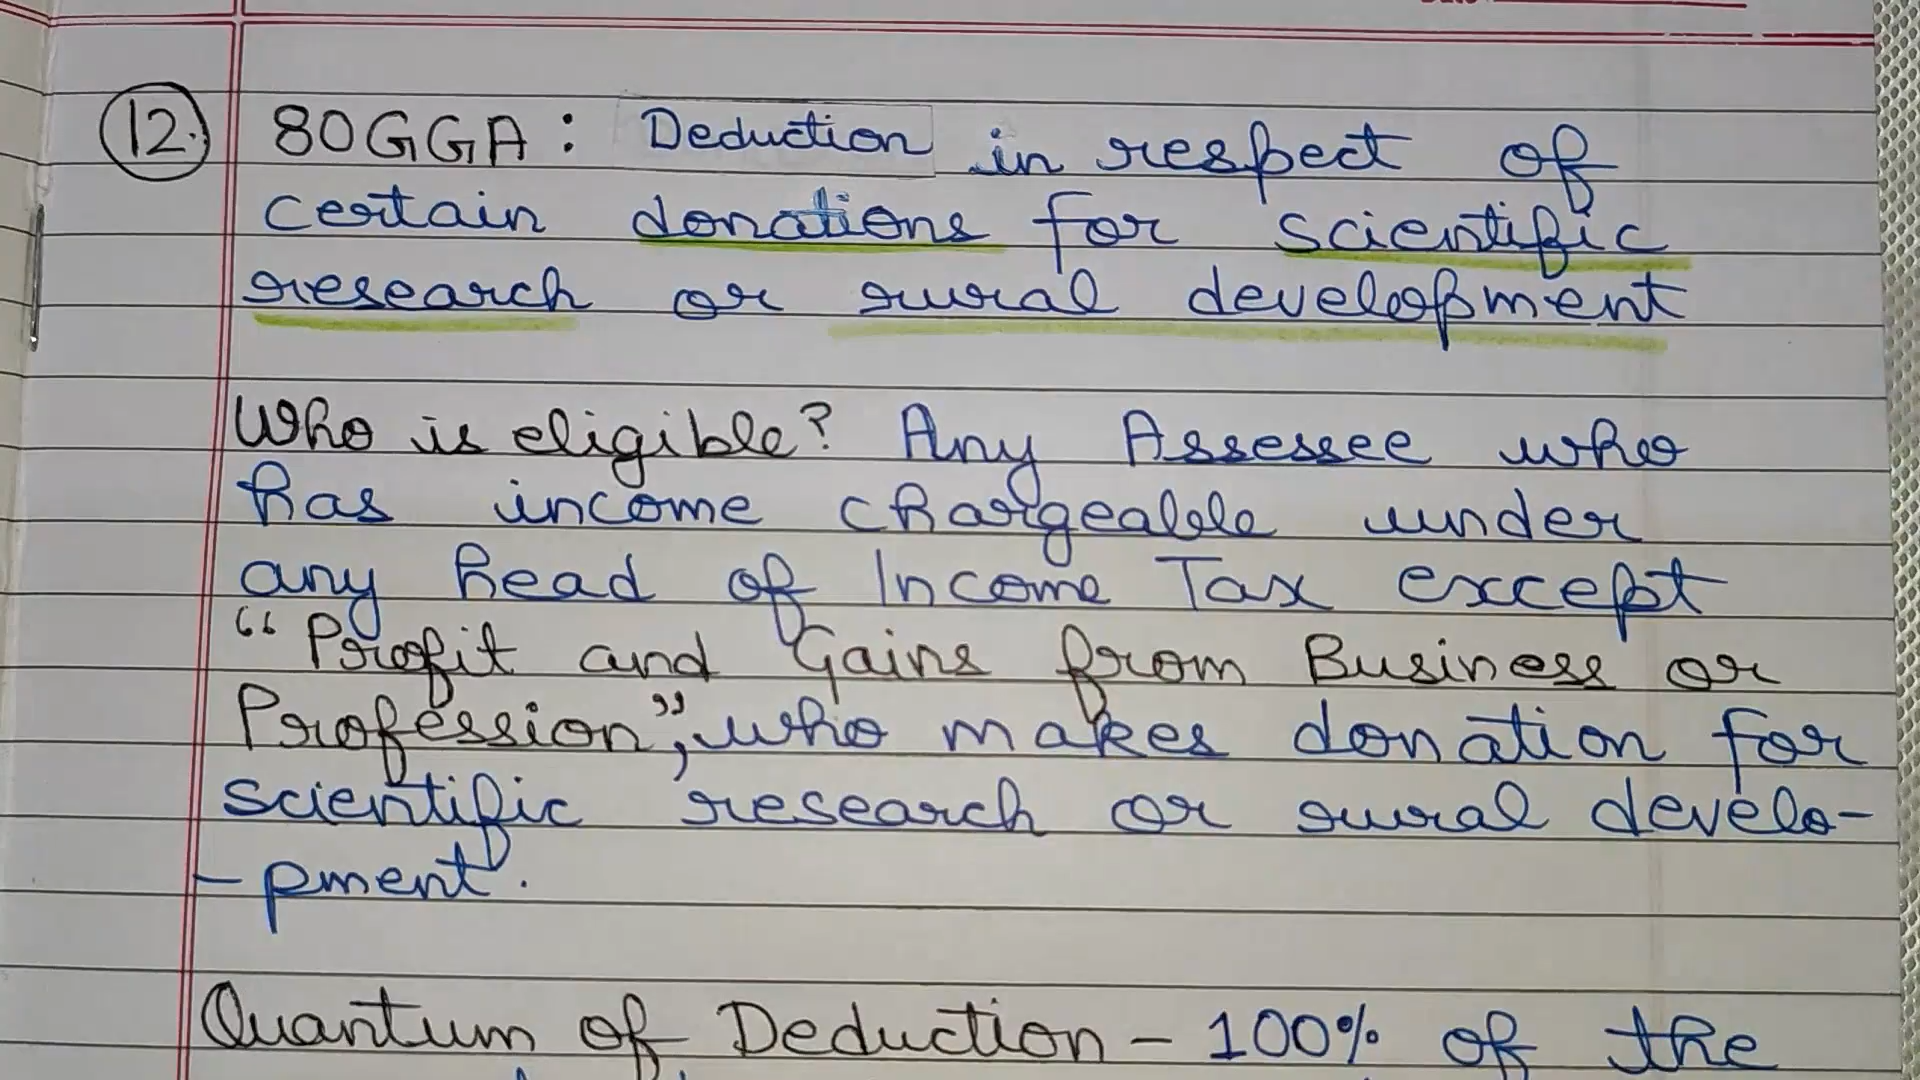 12. 80GGA: Deduction in respect of
certain donations for scientific
research or rural development
Who is eligible? Any Assessee who
has income chargeable under
any head of Income Tax except
“Profit and Gains from Business or
Profession”, who makes donation for
scientific research or rural develo-
-pment.
Quantum of Deduction - 100% of the